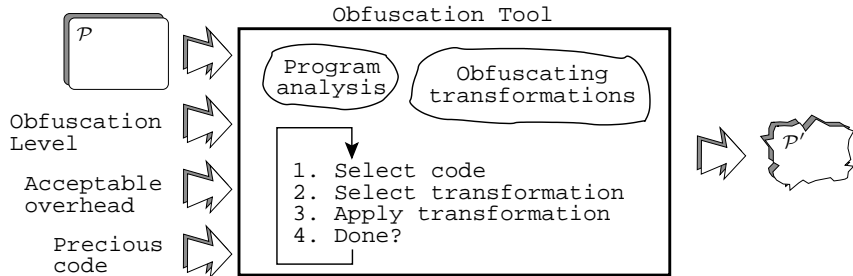 Obfuscation Tool
𝒫
Program
analysis
Obfuscating
transformations
Obfuscation
Level
Acceptable
overhead
Precious
code
1. Select code
2. Select transformation
3. Apply transformation
4. Done?
𝒫′